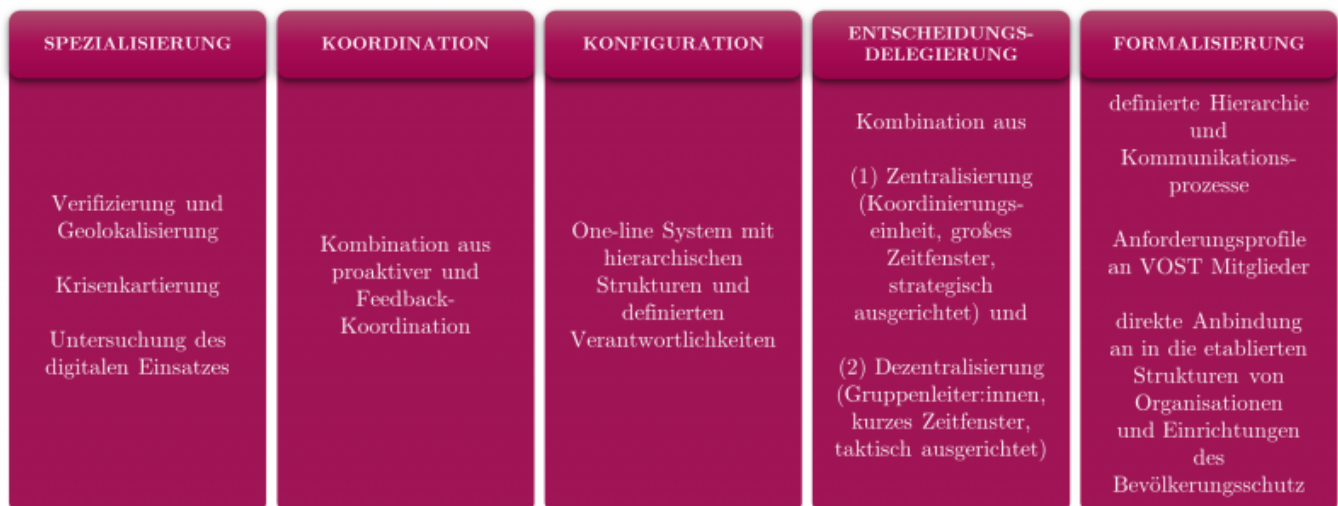 SPEZIALISIERUNG
Verifizierung und
Geolokalisierung
Krisenkartierung
Untersuchung des
digitalen Einsatzes
KOORDINATION
Kombination aus
proaktiver und
Feedback-
Koordination
KONFIGURATION
One-line System mit
hierarchischen
Strukturen und
definierten
Verantwortlichkeiten
ENTSCHEIDUNGS-
DELEGIERUNG
Kombination aus
(1) Zentralisierung
(Koordinierungs-
einheit, großes
Zeitfenster,
strategisch
ausgerichtet) und
(2) Dezentralisierung
(Gruppenleiter:innen,
kurzes Zeitfenster,
taktisch ausgerichtet)
FORMALISIERUNG
definierte Hierarchie
und
Kommunikations-
prozesse
Anforderungsprofile
an VOST Mitglieder
direkte Anbindung
an in die etablierten
Strukturen von
Organisationen
und Einrichtungen
des
Bevölkerungsschutz